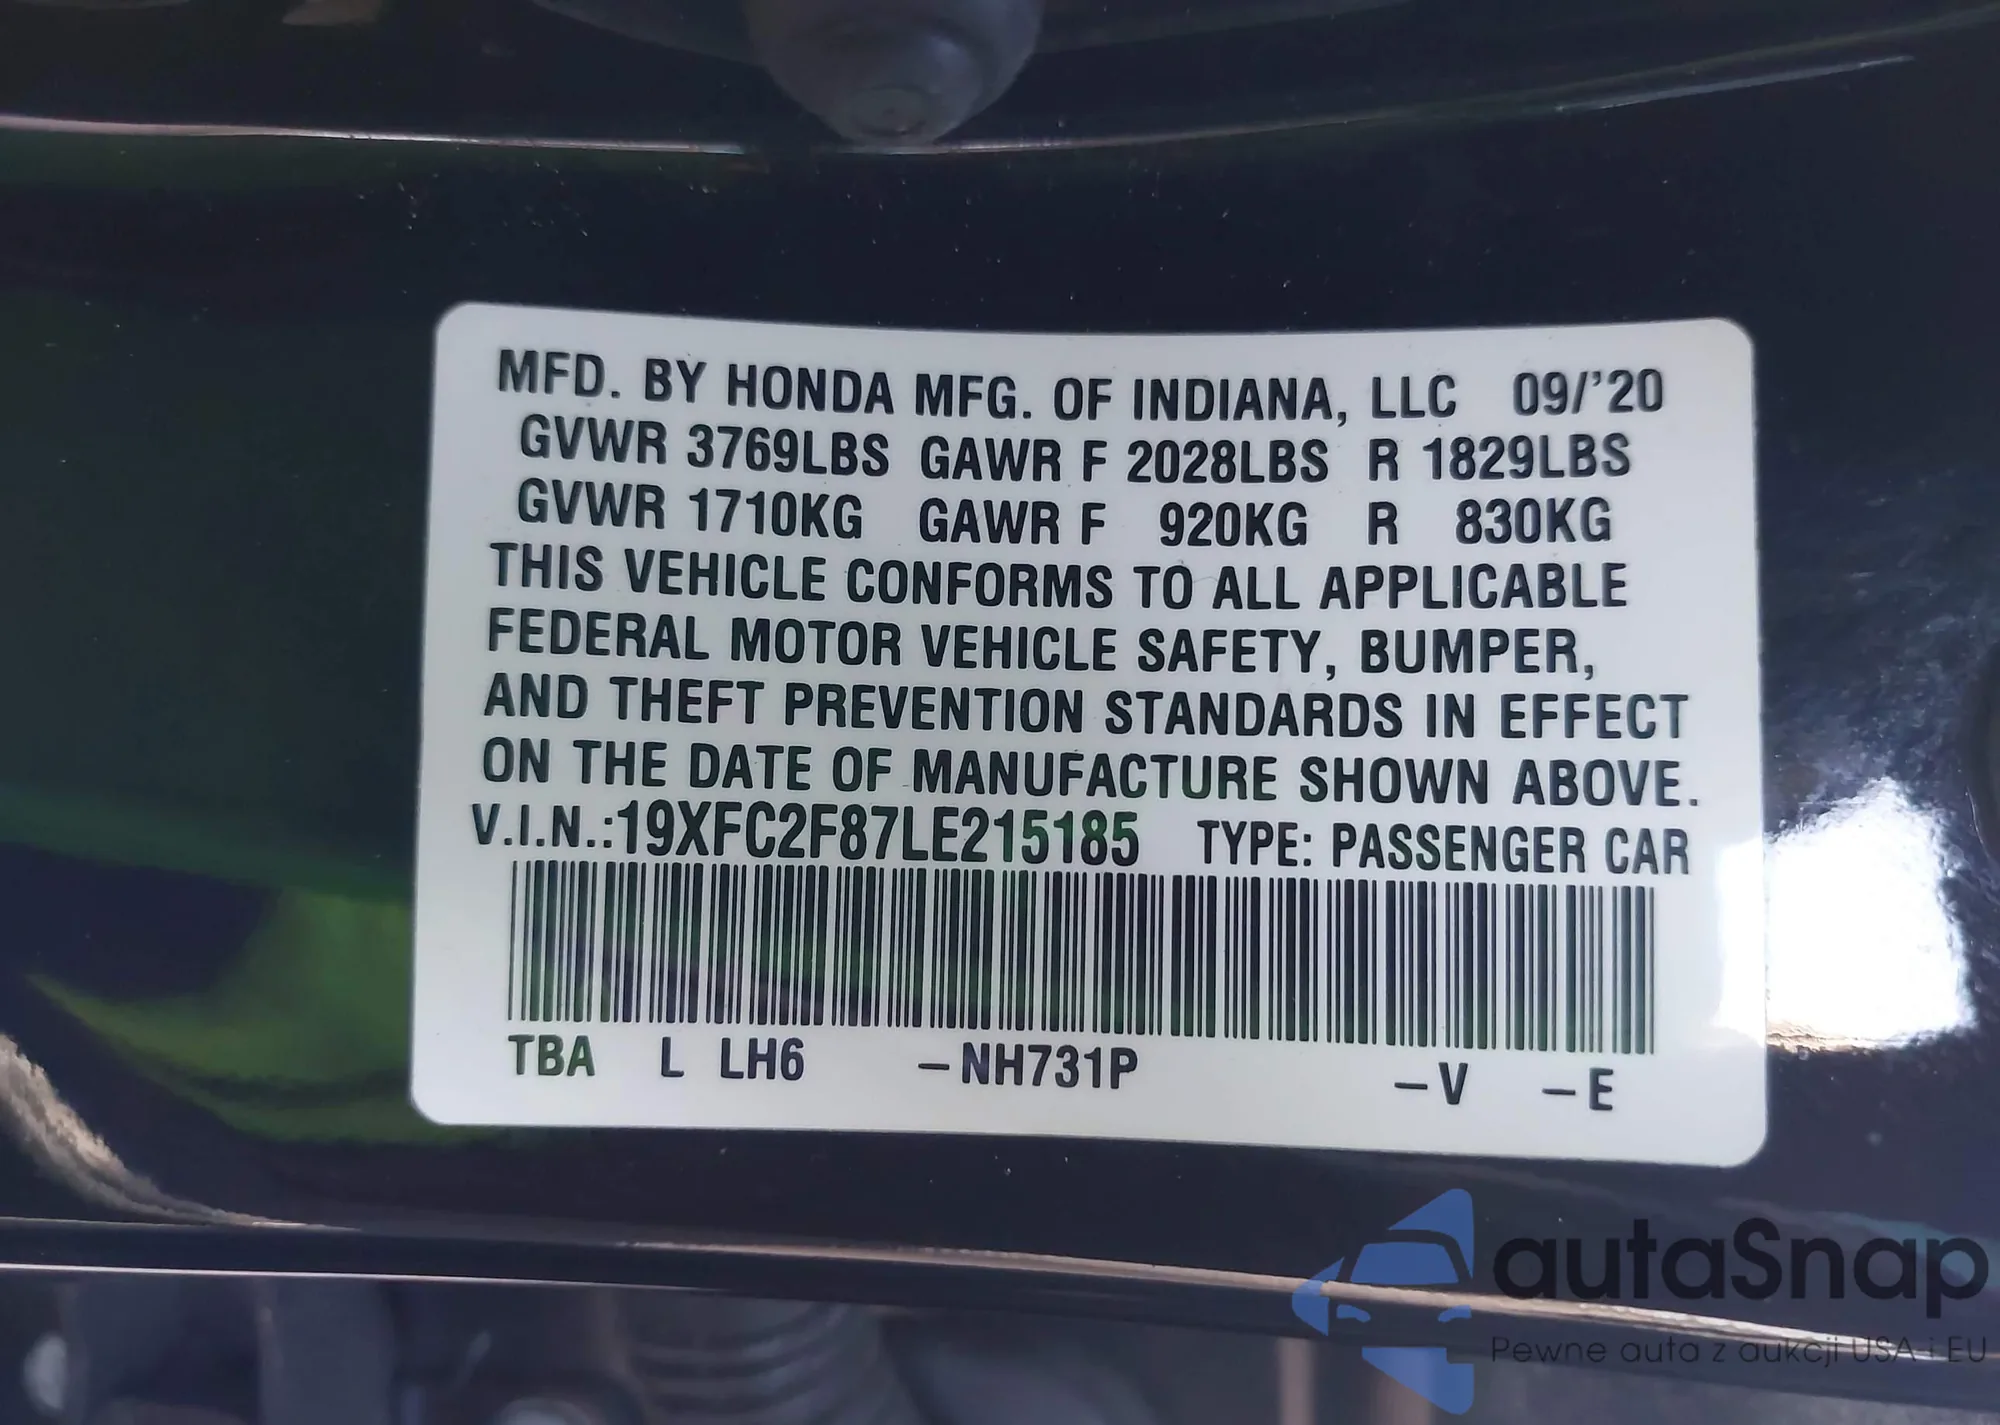 MFD. BY HONDA MFG. OF INDIANA, LLC 09/'20
GVWR 3769LBS GAWR F 2028LBS R 1829LBS
GVWR 1710KG GAWR F 920KG R 830KG
THIS VEHICLE CONFORMS TO ALL APPLICABLE
FEDERAL MOTOR VEHICLE SAFETY, BUMPER,
AND THEFT PREVENTION STANDARDS IN EFFECT
ON THE DATE OF MANUFACTURE SHOWN ABOVE.
V.I.N.:19XFC2F87LE215185 TYPE: PASSENGER CAR
TBA L LH6 –NH731P –V –E
autaSnap
Pewne auta z aukcji USA i EU